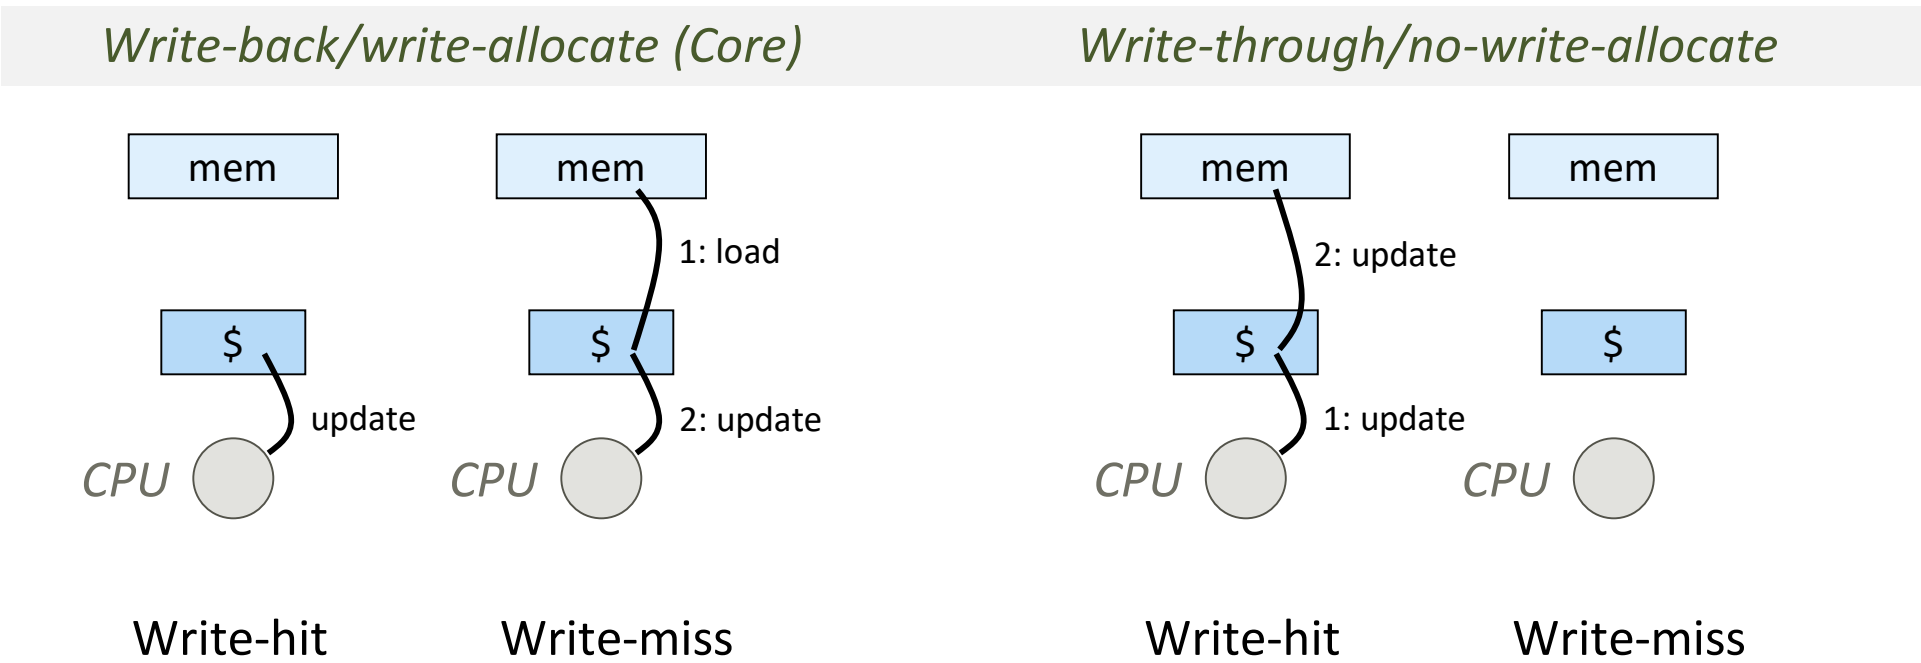 Write-back/write-allocate (Core)
Write-through/no-write-allocate
mem
mem
mem
mem
1: load
2: update
$
$
$
$
update
2: update
1: update
CPU
CPU
CPU
CPU
Write-hit
Write-miss
Write-hit
Write-miss